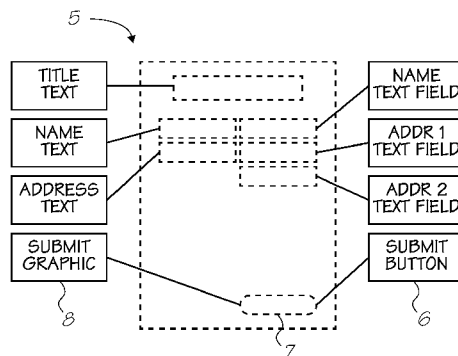 5
TITLE
TEXT
NAME
TEXT FIELD
NAME
TEXT
ADDR 1
TEXT FIELD
ADDRESS
TEXT
ADDR 2
TEXT FIELD
SUBMIT
GRAPHIC
SUBMIT
BUTTON
8
7
6